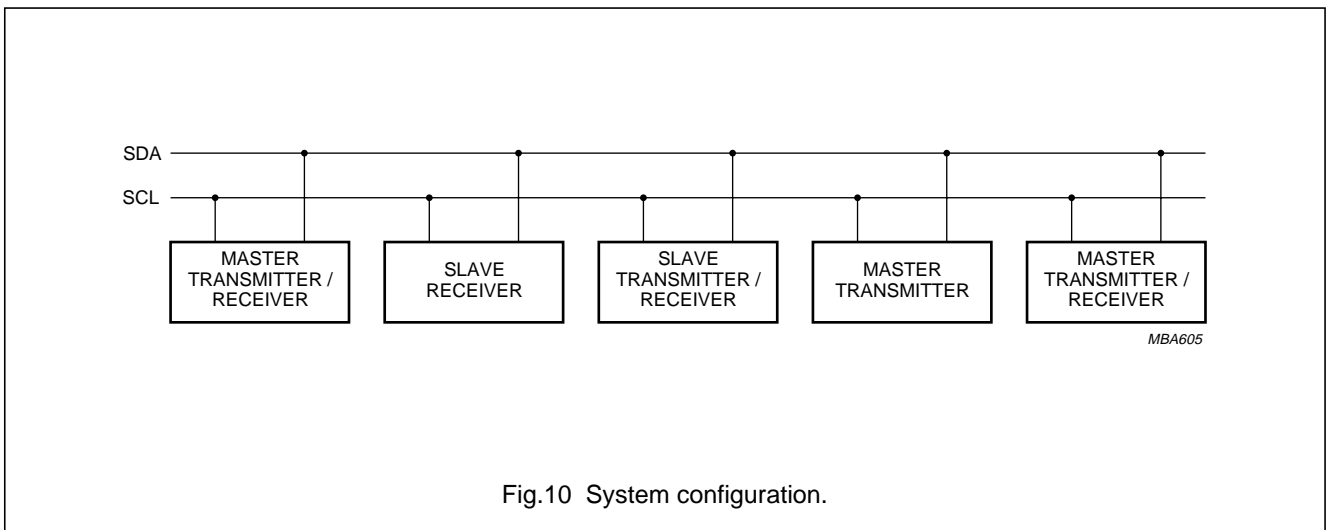 SDA
SCL
MASTER
TRANSMITTER /
RECEIVER
SLAVE
RECEIVER
SLAVE
TRANSMITTER /
RECEIVER
MASTER
TRANSMITTER
MASTER
TRANSMITTER /
RECEIVER
MBA605
Fig.10 System configuration.